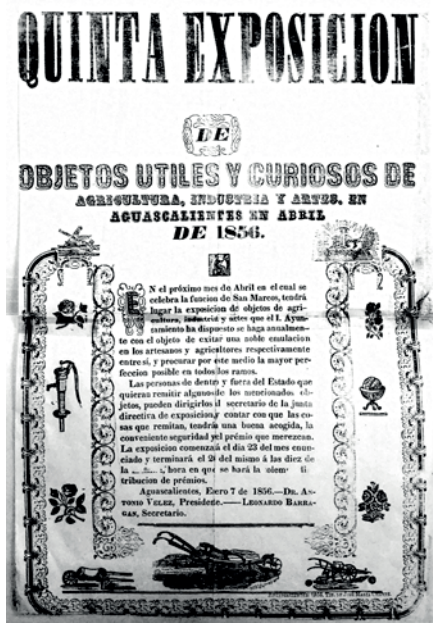 QUINTA EXPOSICION
DE
OBJETOS UTILES Y CURIOSOS DE
AGRICULTURA, INDUSTRIA Y ARTES, EN
AGUASCALIENTES EN ABRIL
DE 1856.
EN el próximo mes de Abril en el cual se
celebra la funcion de San Marcos, tendrá
lugar la exposicion de objetos de agri-
cultura, industria y artes que el I. Ayun-
tamiento ha dispuesto se haga anualmen-
te con el objeto de exitar una noble emulacion
en los artesanos y agricultores respectivamente
entre sí, y procurar por este medio la mayor per-
feccion posible en todos los ramos.
Las personas de dentro y fuera del Estado que
quieran remitir alguno de los mencionados ob-
jetos, pueden dirigirlos al secretario de la junta
directiva de exposicion, y contar con que las co-
sas que remitan, tendrán una buena acogida, la
conveniente seguridad y el prémio que merezcan.
La exposicion comenzará el dia 23 del mes enun-
ciado y terminará el del mismo á las diez de
la hora en que se hará la
tribucion de prémios.
Aguascalientes, Enero 7 de 1856.—DR. AN-
TONIO VELEZ, Presidente.—LEONARDO BARRA-
GAN, Secretario.